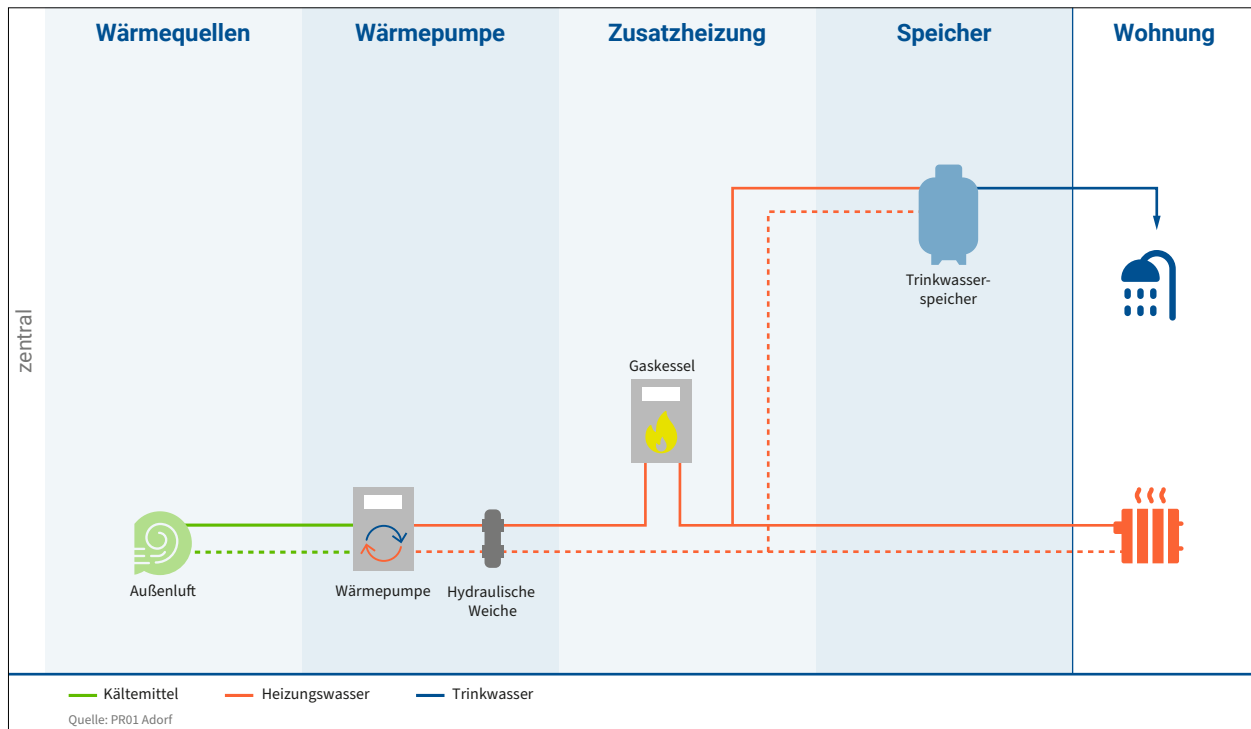 Wärmequellen
Wärmepumpe
Zusatzheizung
Speicher
Wohnung
zentral
Trinkwasser-
speicher
Gaskessel
Außenluft
Wärmepumpe
Hydraulische
Weiche
Kältemittel
Heizungswasser
Trinkwasser
Quelle: PR01 Adorf